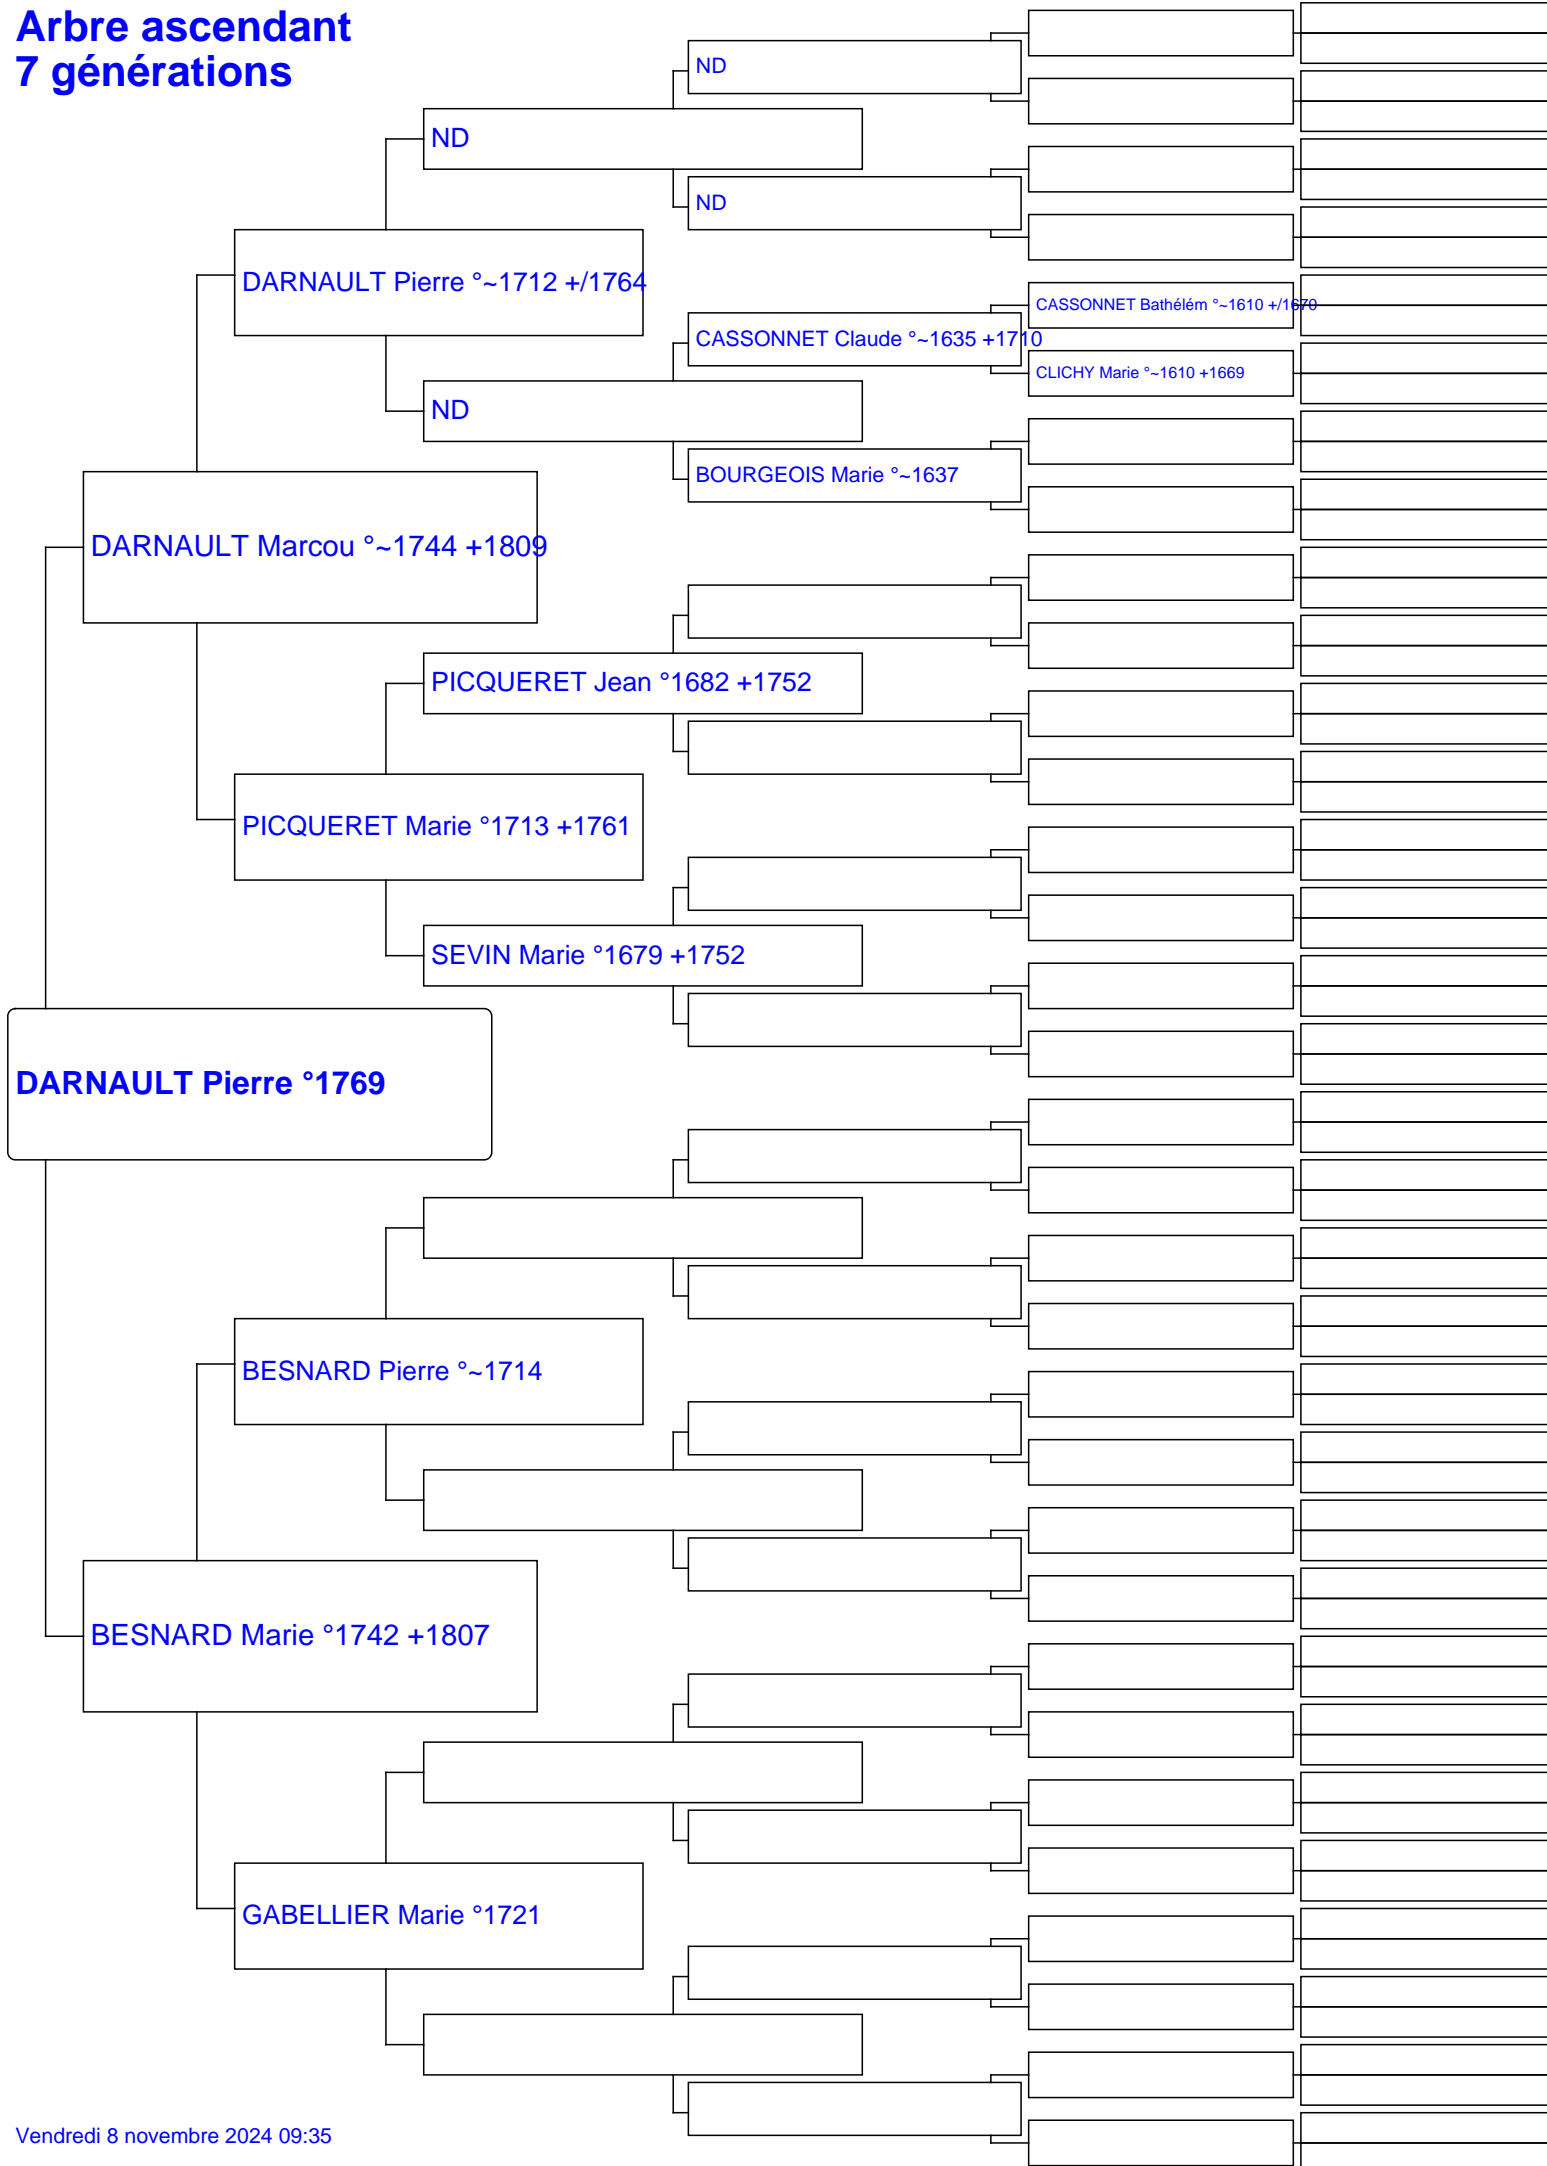 Arbre ascendant
7 générations
ND
ND
ND
DARNAULT Pierre °~1712 +/1764
CASSONNET Bathélém °~1610 +/1670
CASSONNET Claude °~1635 +1710
CLICHY Marie °~1610 +1669
ND
BOURGEOIS Marie °~1637
DARNAULT Marcou °~1744 +1809
PICQUERET Jean °1682 +1752
PICQUERET Marie °1713 +1761
SEVIN Marie °1679 +1752
DARNAULT Pierre °1769
BESNARD Pierre °~1714
BESNARD Marie °1742 +1807
GABELLIER Marie °1721
Vendredi 8 novembre 2024 09:35